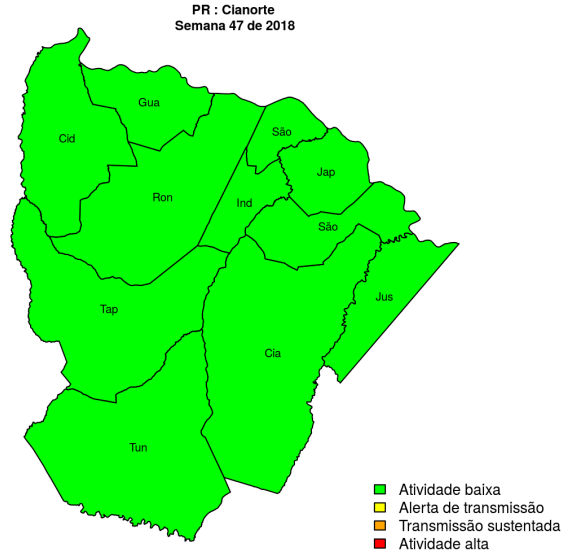 PR : Cianorte
Semana 47 de 2018
Gua
São
Cid
Jap
Ron
Ind
São
Jus
Tap
Cia
Tun
Atividade baixa
Alerta de transmissão
Transmissão sustentada
Atividade alta